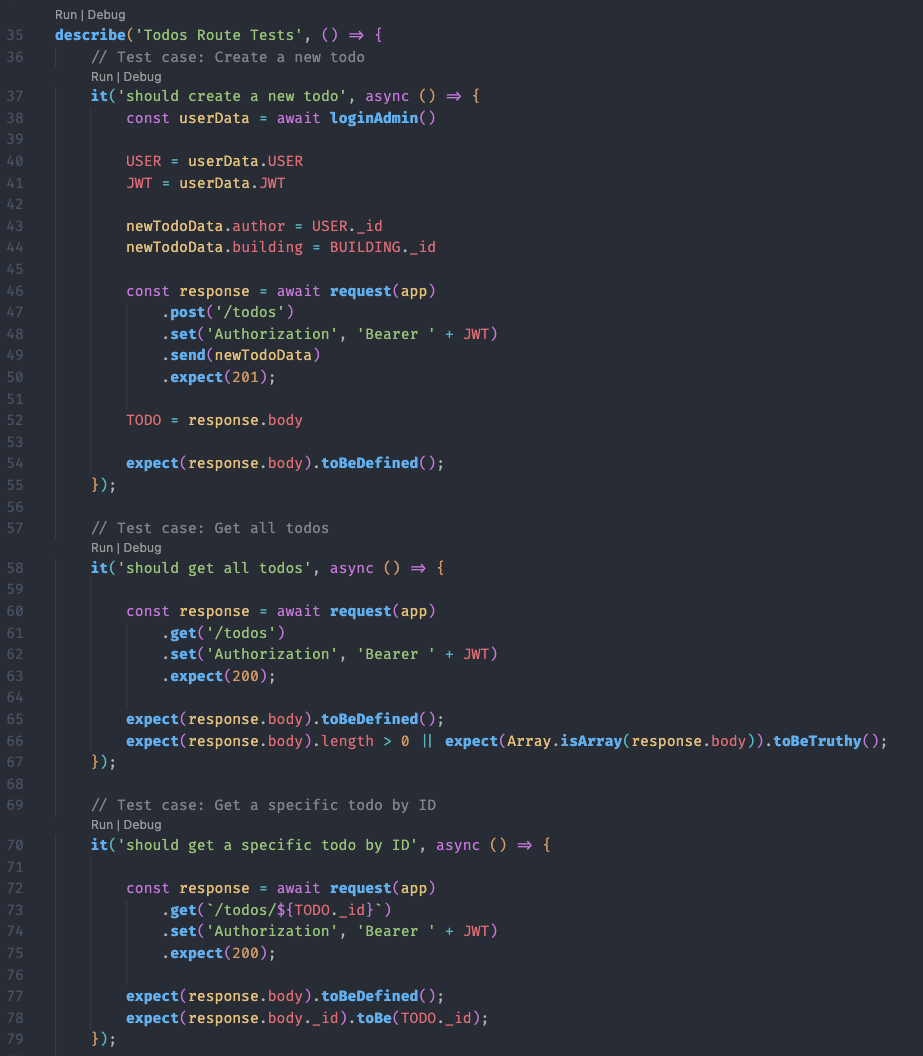 Run | Debug
35 describe('Todos Route Tests', () => {
36 // Test case: Create a new todo
Run | Debug
37 it('should create a new todo', async () => {
38 const userData = await loginAdmin()
39
40 USER = userData.USER
41 JWT = userData.JWT
42
43 newTodoData.author = USER._id
44 newTodoData.building = BUILDING._id
45
46 const response = await request(app)
47 .post('/todos')
48 .set('Authorization', 'Bearer ' + JWT)
49 .send(newTodoData)
50 .expect(201);
51
52 TODO = response.body
53
54 expect(response.body).toBeDefined();
55 });
56
57 // Test case: Get all todos
Run | Debug
58 it('should get all todos', async () => {
59
60 const response = await request(app)
61 .get('/todos')
62 .set('Authorization', 'Bearer ' + JWT)
63 .expect(200);
64
65 expect(response.body).toBeDefined();
66 expect(response.body).length > 0 || expect(Array.isArray(response.body)).toBeTruthy();
67 });
68
69 // Test case: Get a specific todo by ID
Run | Debug
70 it('should get a specific todo by ID', async () => {
71
72 const response = await request(app)
73 .get(`/todos/${TODO._id}`)
74 .set('Authorization', 'Bearer ' + JWT)
75 .expect(200);
76
77 expect(response.body).toBeDefined();
78 expect(response.body._id).toBe(TODO._id);
79 });